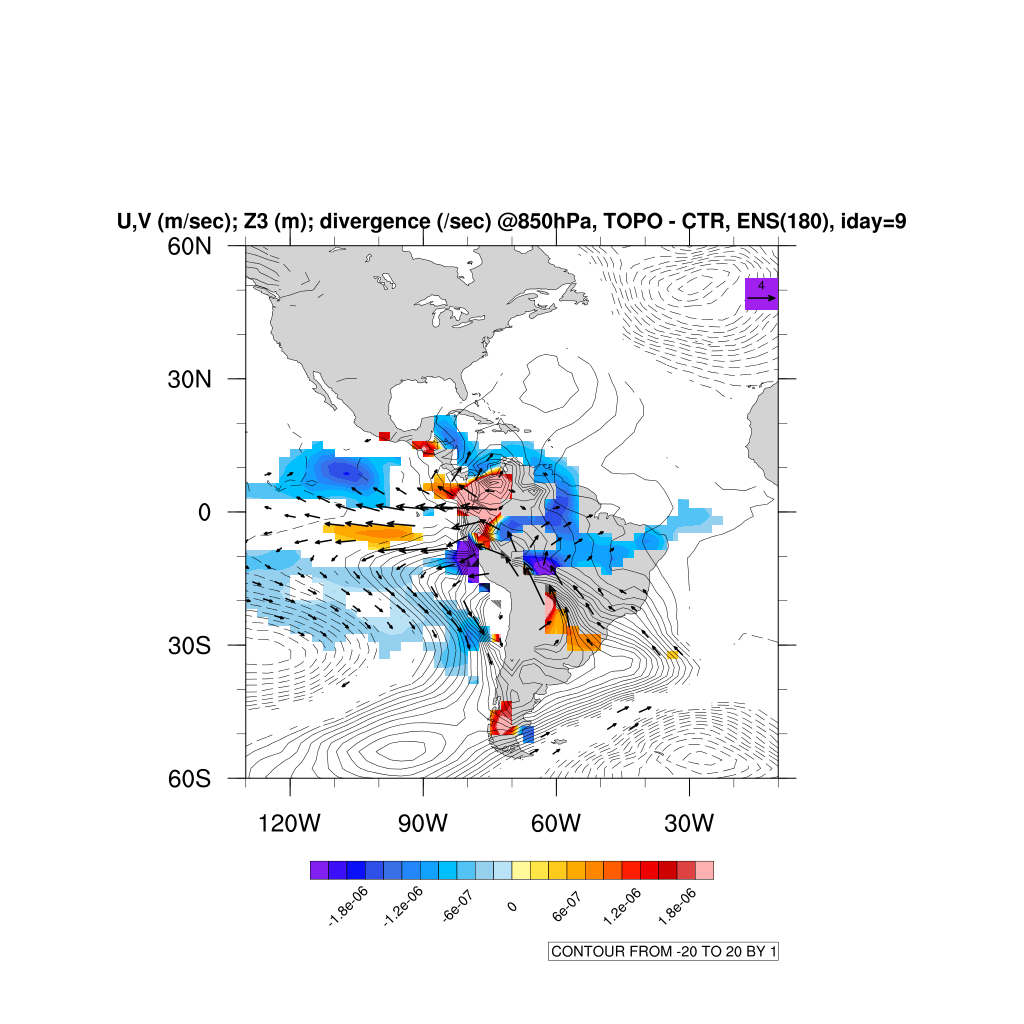 U,V (m/sec); Z3 (m); divergence (/sec) @850hPa, TOPO - CTR, ENS(180), iday=9
60N
4
30N
0
30S
60S
120W 90W 60W 30W
-1.8e-06 -1.2e-06 -6e-07 0 6e-07 1.2e-06 1.8e-06
CONTOUR FROM -20 TO 20 BY 1